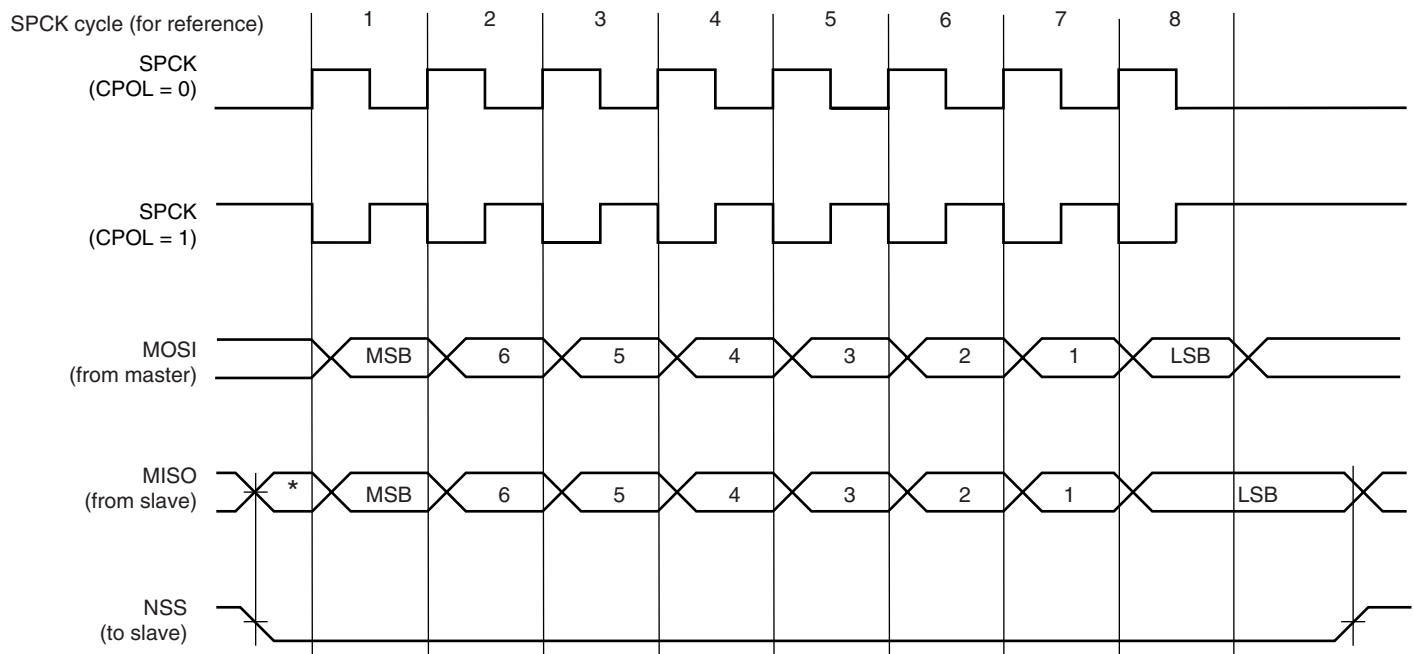 SPCK cycle (for reference)
1 2 3 4 5 6 7 8
SPCK
(CPOL = 0)
SPCK
(CPOL = 1)
MOSI
(from master)
MSB 6 5 4 3 2 1 LSB
MISO
(from slave)
* MSB 6 5 4 3 2 1 LSB
NSS
(to slave)